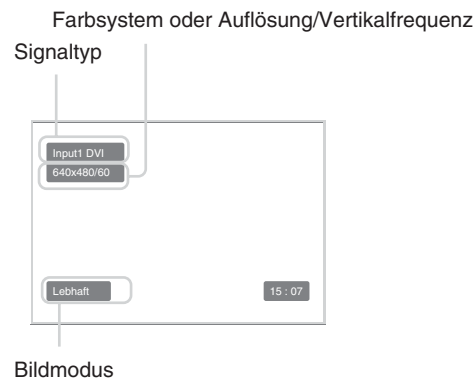 Farbsystem oder Auflösung/Vertikalfrequenz
Signaltyp
Input1 DVI
640x480/60
Lebhaft
15 : 07
Bildmodus